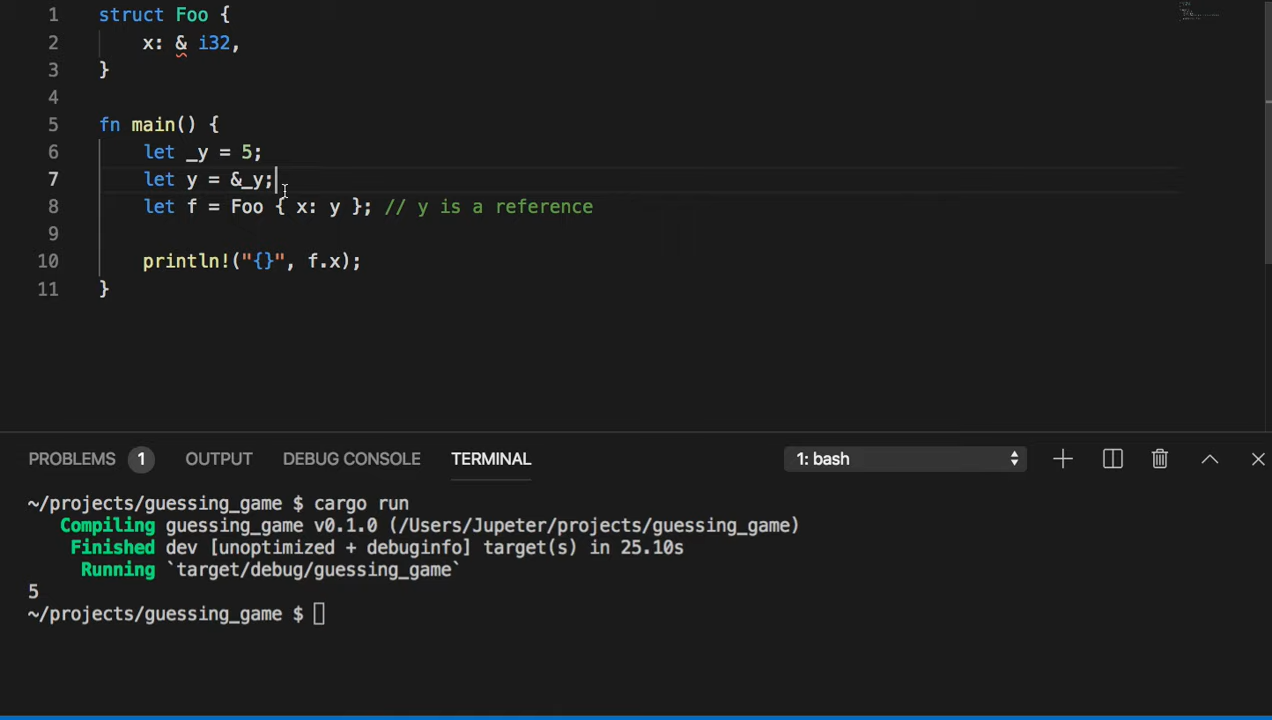 1 struct Foo {
2     x: & i32,
3 }
4
5 fn main() {
6     let _y = 5;
7     let y = &_y;
8     let f = Foo { x: y }; // y is a reference
9
10     println!("{}", f.x);
11 }
PROBLEMS 1 OUTPUT DEBUG CONSOLE TERMINAL 1: bash
~/projects/guessing_game $ cargo run
   Compiling guessing_game v0.1.0 (/Users/Jupeter/projects/guessing_game)
    Finished dev [unoptimized + debuginfo] target(s) in 25.10s
     Running `target/debug/guessing_game`
5
~/projects/guessing_game $